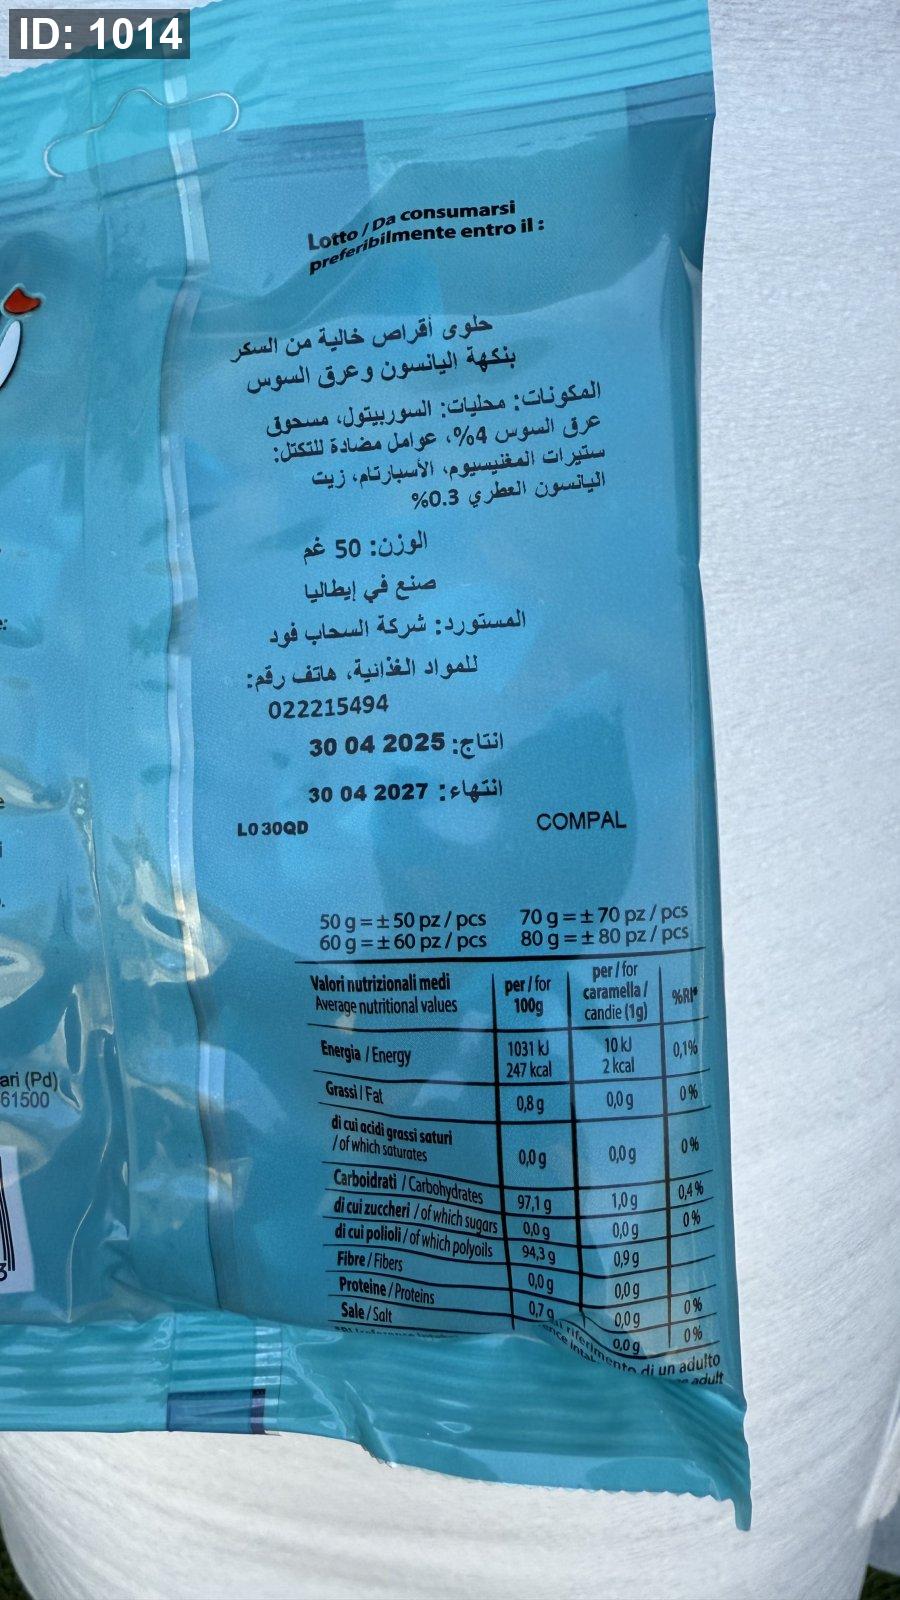 ID: 1014
Lotto / Da consumarsi
preferibilmente entro il :
حلوى أقراص خالية من السكر
بنكهة اليانسون وعرق السوس
المكونات: محليات: السوربيتول، مسحوق
عرق السوس 4%، عوامل مضادة للتكتل:
ستيرات المغنيسيوم، الأسبارتام، زيت
اليانسون العطري 0.3%
الوزن: 50 غم
صنع في إيطاليا
المستورد: شركة السحاب فود
للمواد الغذائية، هاتف رقم:
022215494
انتاج: 30 04 2025
انتهاء: 30 04 2027
L0 30QD COMPAL
50 g = ± 50 pz / pcs 70 g = ± 70 pz / pcs
60 g = ± 60 pz / pcs 80 g = ± 80 pz / pcs
Valori nutrizionali medi
Average nutritional values
per / for
100g
per / for
caramella /
candie (1g)
%RI*
Energia / Energy 1031 kJ 10 kJ 0,1%
247 kcal 2 kcal
Grassi / Fat 0,8 g 0,0 g 0%
di cui acidi grassi saturi
/ of which saturates 0,0 g 0,0 g 0%
Carboidrati / Carbohydrates 97,1 g 1,0 g 0,4%
di cui zuccheri / of which sugars 0,0 g 0,0 g 0%
di cui polioli / of which polyoils 94,3 g 0,9 g
Fibre / Fibers 0,0 g 0,0 g
Proteine / Proteins 0,7 g 0,0 g 0%
Sale / Salt 0,0 g 0%
riferimento di un adulto
adult
ari (Pd)
61500